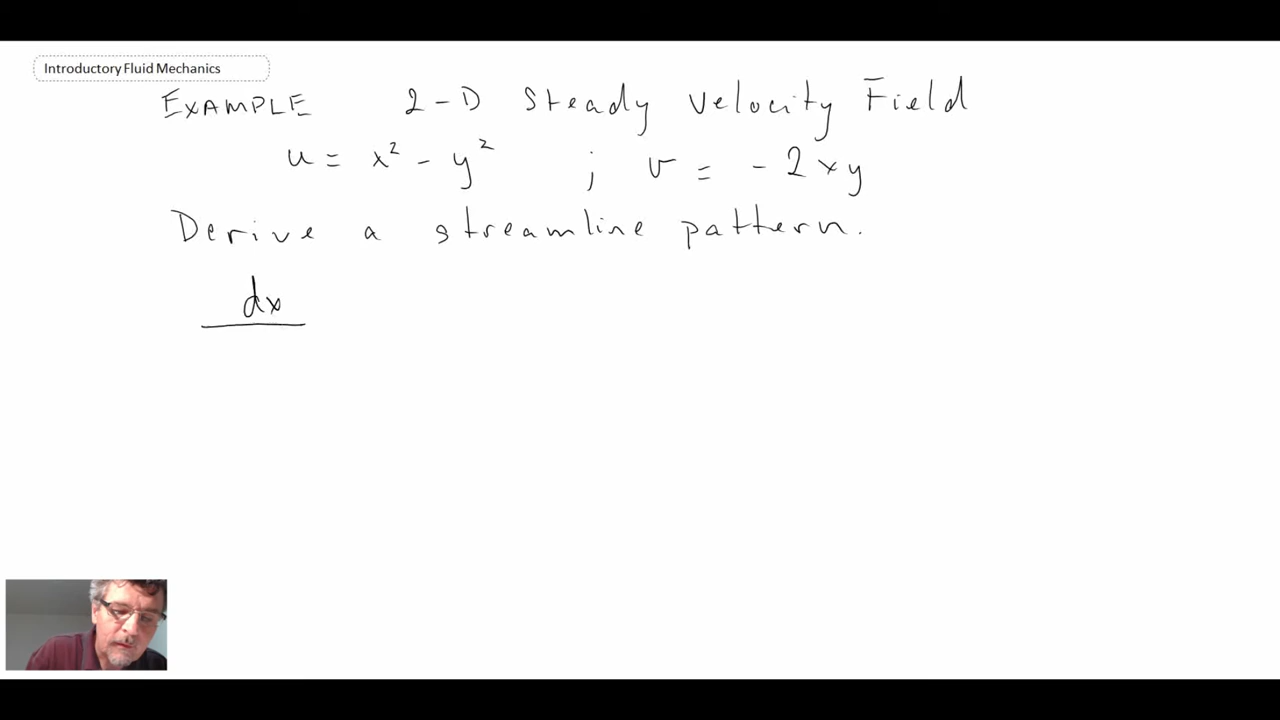 Introductory Fluid Mechanics
EXAMPLE 2-D Steady Velocity Field
u = x² - y² ; v = - 2xy
Derive a streamline pattern.
dx